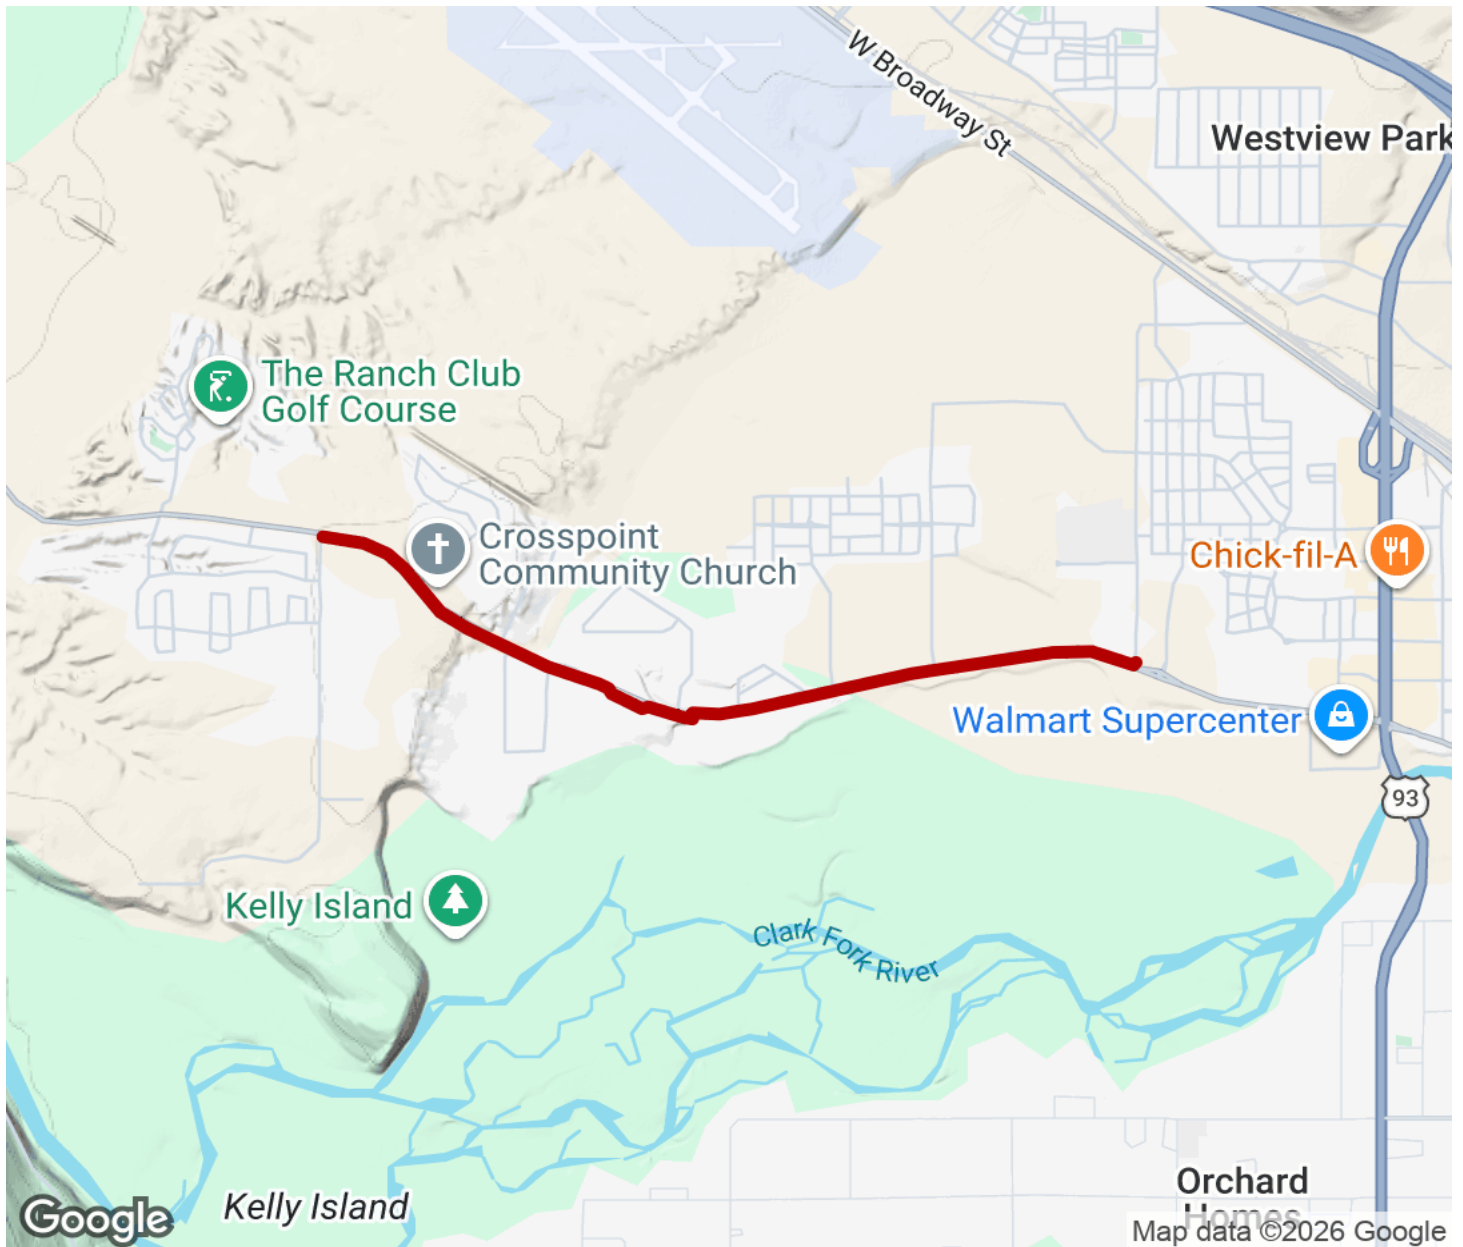 W Broadway St
Westview Park
The Ranch Club
Golf Course
Crosspoint
Community Church
Chick-fil-A
Walmart Supercenter
93
Kelly Island
Clark Fork River
Kelly Island
Orchard
Homes
Google
Map data ©2026 Google